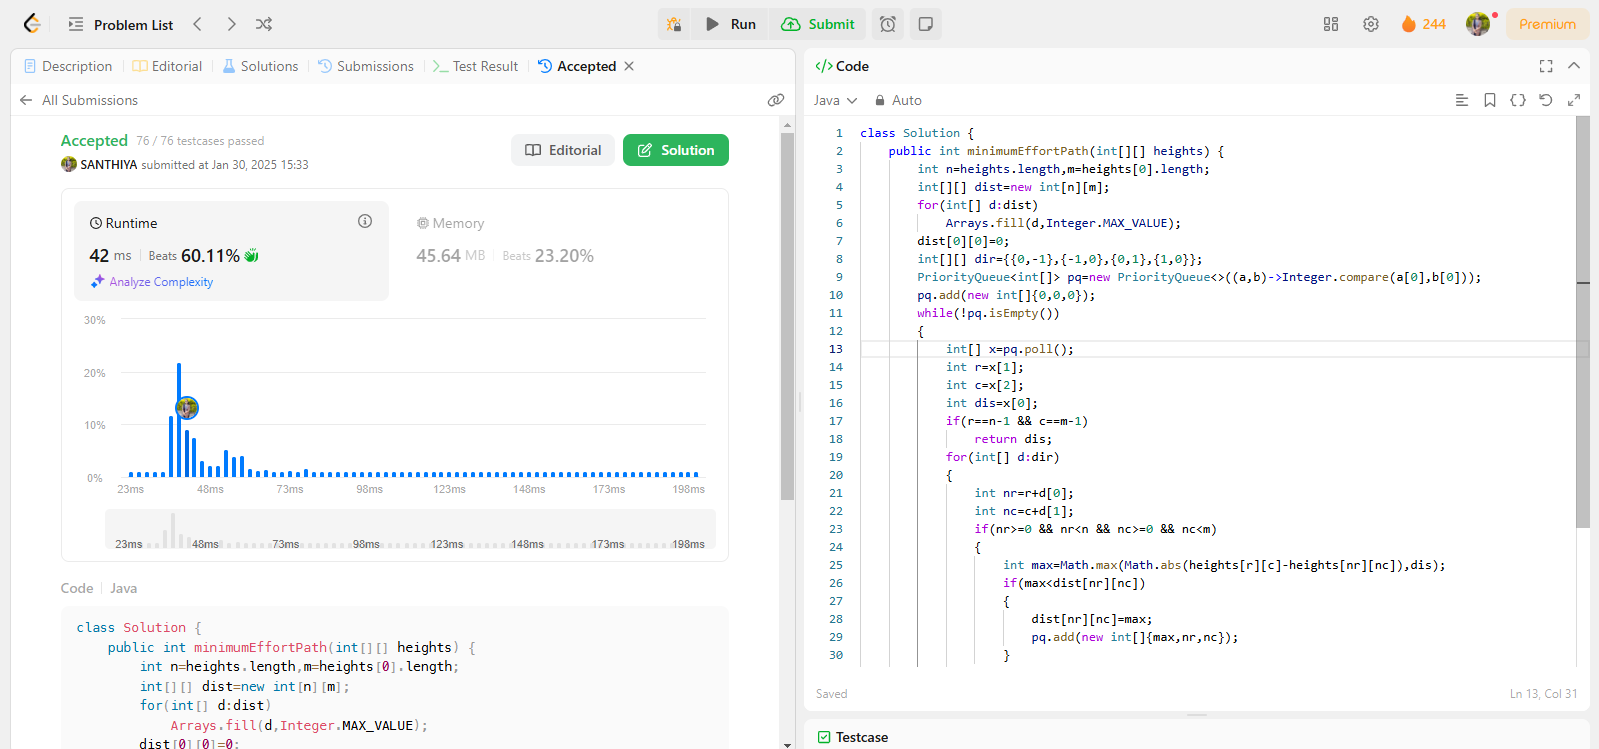 Problem List
Run
Submit
244
Premium
Description
Editorial
Solutions
Submissions
Test Result
Accepted
All Submissions
Accepted 76 / 76 testcases passed
SANTHIYA submitted at Jan 30, 2025 15:33
Editorial
Solution
Runtime
42 ms Beats 60.11%
Analyze Complexity
Memory
45.64 MB Beats 23.20%
30%
20%
10%
0%
23ms 48ms 73ms 98ms 123ms 148ms 173ms 198ms
23ms 48ms 73ms 98ms 123ms 148ms 173ms 198ms
Code Java
class Solution {
    public int minimumEffortPath(int[][] heights) {
        int n=heights.length,m=heights[0].length;
        int[][] dist=new int[n][m];
        for(int[] d:dist)
            Arrays.fill(d,Integer.MAX_VALUE);
        dist[0][0]=0;
</> Code
Java Auto
1 class Solution {
2     public int minimumEffortPath(int[][] heights) {
3         int n=heights.length,m=heights[0].length;
4         int[][] dist=new int[n][m];
5         for(int[] d:dist)
6             Arrays.fill(d,Integer.MAX_VALUE);
7         dist[0][0]=0;
8         int[][] dir={{0,-1},{-1,0},{0,1},{1,0}};
9         PriorityQueue<int[]> pq=new PriorityQueue<>((a,b)->Integer.compare(a[0],b[0]));
10         pq.add(new int[]{0,0,0});
11         while(!pq.isEmpty())
12         {
13             int[] x=pq.poll();
14             int r=x[1];
15             int c=x[2];
16             int dis=x[0];
17             if(r==n-1 && c==m-1)
18                 return dis;
19             for(int[] d:dir)
20             {
21                 int nr=r+d[0];
22                 int nc=c+d[1];
23                 if(nr>=0 && nr<n && nc>=0 && nc<m)
24                 {
25                     int max=Math.max(Math.abs(heights[r][c]-heights[nr][nc]),dis);
26                     if(max<dist[nr][nc])
27                     {
28                         dist[nr][nc]=max;
29                         pq.add(new int[]{max,nr,nc});
30                     }
Saved
Ln 13, Col 31
Testcase